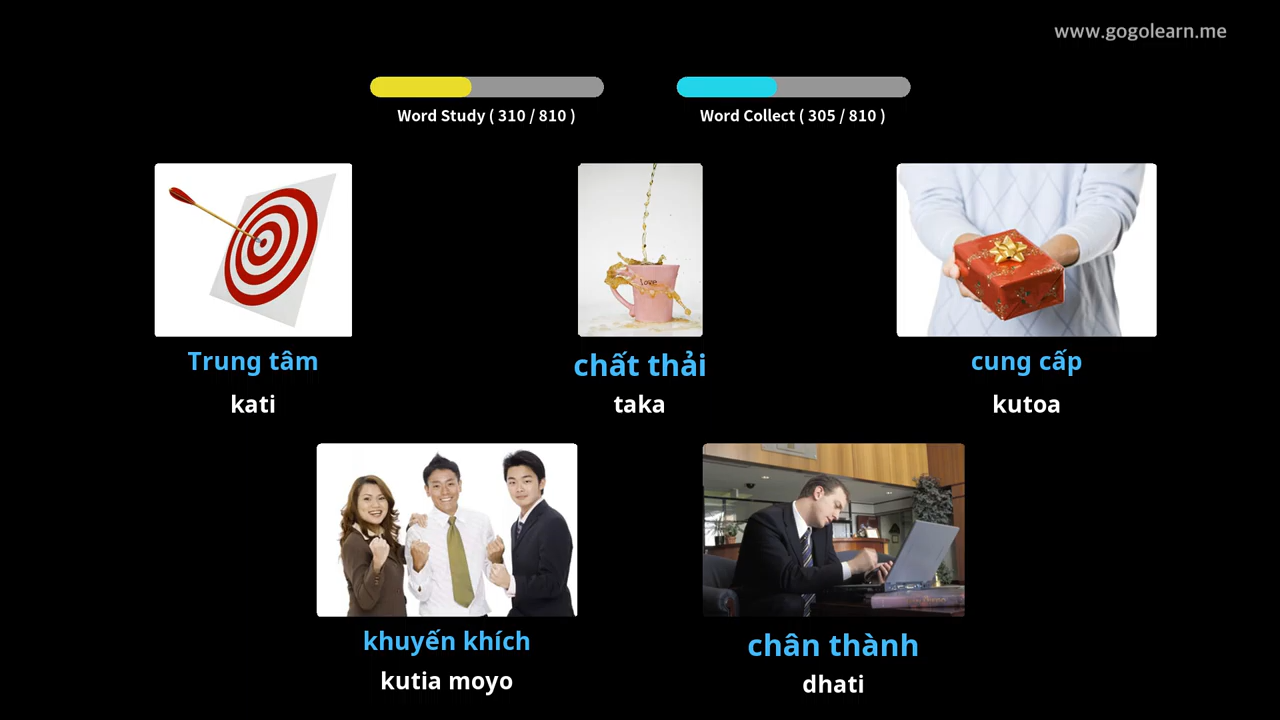 www.gogolearn.me
Word Study ( 310 / 810 )
Word Collect ( 305 / 810 )
love
Trung tâm
kati
chất thải
taka
cung cấp
kutoa
khuyến khích
kutia moyo
chân thành
dhati